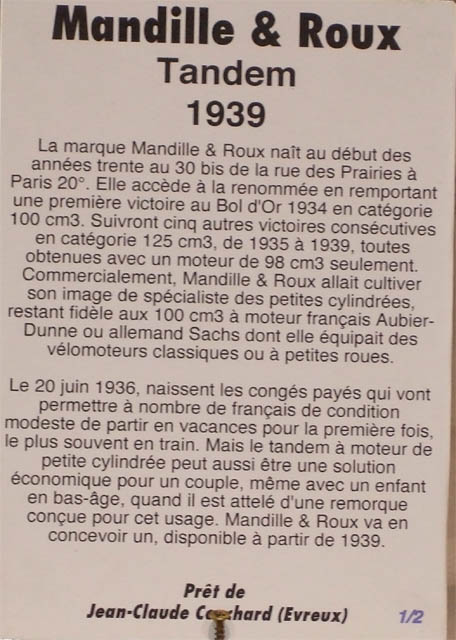 Mandille & Roux
Tandem
1939
La marque Mandille & Roux naît au début des
années trente au 30 bis de la rue des Prairies à
Paris 20°. Elle accède à la renommée en remportant
une première victoire au Bol d'Or 1934 en catégorie
100 cm3. Suivront cinq autres victoires consécutives
en catégorie 125 cm3, de 1935 à 1939, toutes
obtenues avec un moteur de 98 cm3 seulement.
Commercialement, Mandille & Roux allait cultiver
son image de spécialiste des petites cylindrées,
restant fidèle aux 100 cm3 à moteur français Aubier-
Dunne ou allemand Sachs dont elle équipait des
vélomoteurs classiques ou à petites roues.
Le 20 juin 1936, naissent les congés payés qui vont
permettre à nombre de français de condition
modeste de partir en vacances pour la première fois,
le plus souvent en train. Mais le tandem à moteur de
petite cylindrée peut aussi être une solution
économique pour un couple, même avec un enfant
en bas-âge, quand il est attelé d'une remorque
conçue pour cet usage. Mandille & Roux va en
concevoir un, disponible à partir de 1939.
Prêt de
Jean-Claude (Evreux)
1/2